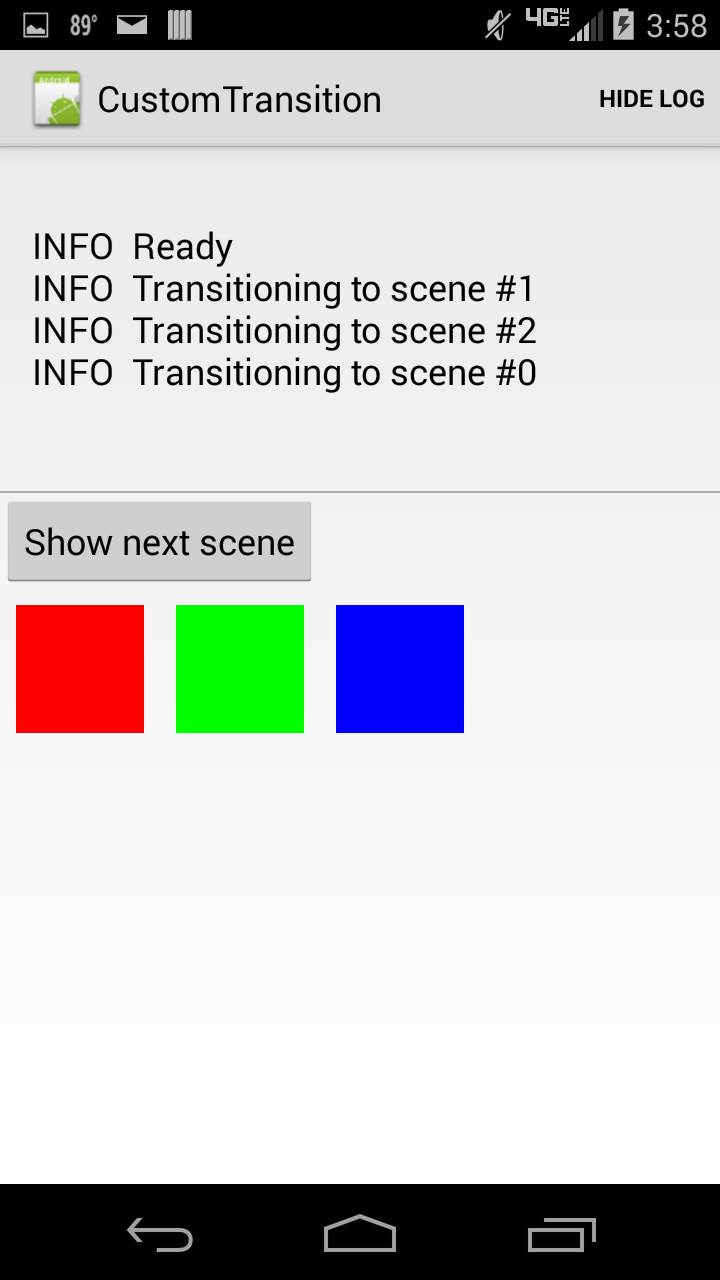 89°
4G LTE
3:58
Android
CustomTransition
HIDE LOG
INFO Ready
INFO Transitioning to scene #1
INFO Transitioning to scene #2
INFO Transitioning to scene #0
Show next scene